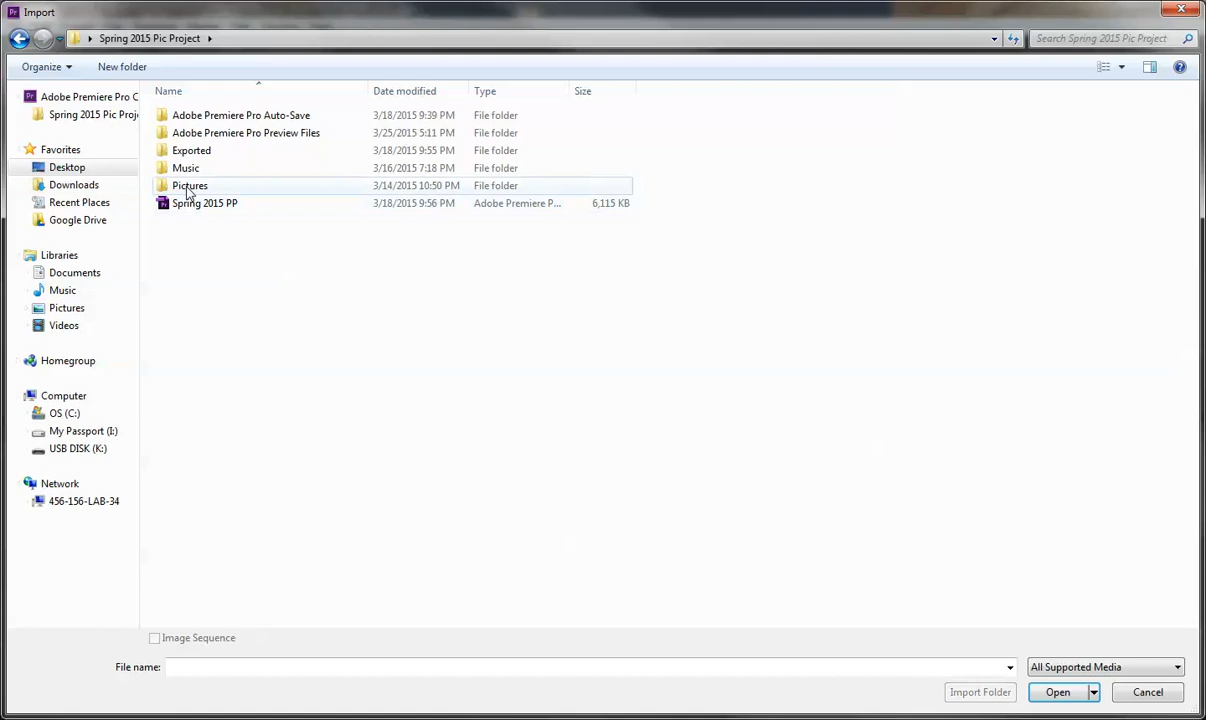 Pr Import
Spring 2015 Pic Project
Search Spring 2015 Pic Project
Organize New folder
Name Date modified Type Size
Pr Adobe Premiere Pro C
Spring 2015 Pic Proj
Favorites
Desktop
Downloads
Recent Places
Google Drive
Libraries
Documents
Music
Pictures
Videos
Homegroup
Computer
OS (C:)
My Passport (I:)
USB DISK (K:)
Network
456-156-LAB-34
Adobe Premiere Pro Auto-Save 3/18/2015 9:39 PM File folder
Adobe Premiere Pro Preview Files 3/25/2015 5:11 PM File folder
Exported 3/18/2015 9:55 PM File folder
Music 3/16/2015 7:18 PM File folder
Pictures 3/14/2015 10:50 PM File folder
Pr Spring 2015 PP 3/18/2015 9:56 PM Adobe Premiere P... 6,115 KB
Image Sequence
File name: All Supported Media
Import Folder Open Cancel